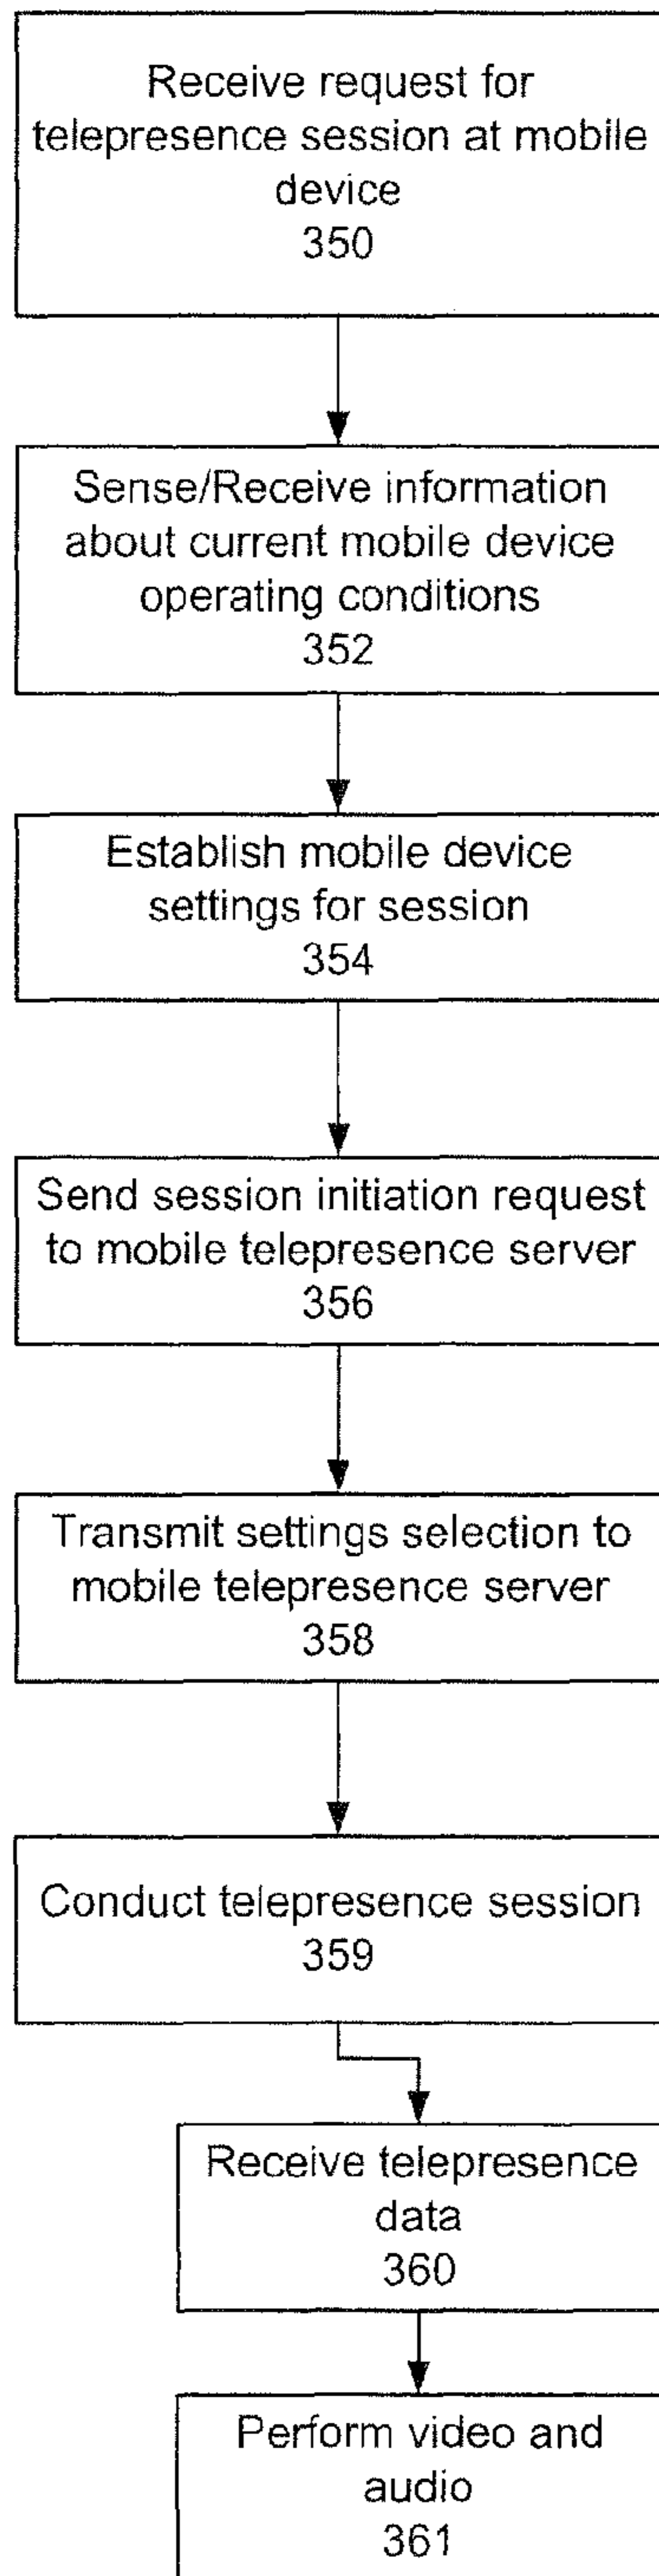 Receive request for
telepresence session at mobile
device
350
Sense/Receive information
about current mobile device
operating conditions
352
Establish mobile device
settings for session
354
Send session initiation request
to mobile telepresence server
356
Transmit settings selection to
mobile telepresence server
358
Conduct telepresence session
359
Receive telepresence
data
360
Perform video and
audio
361